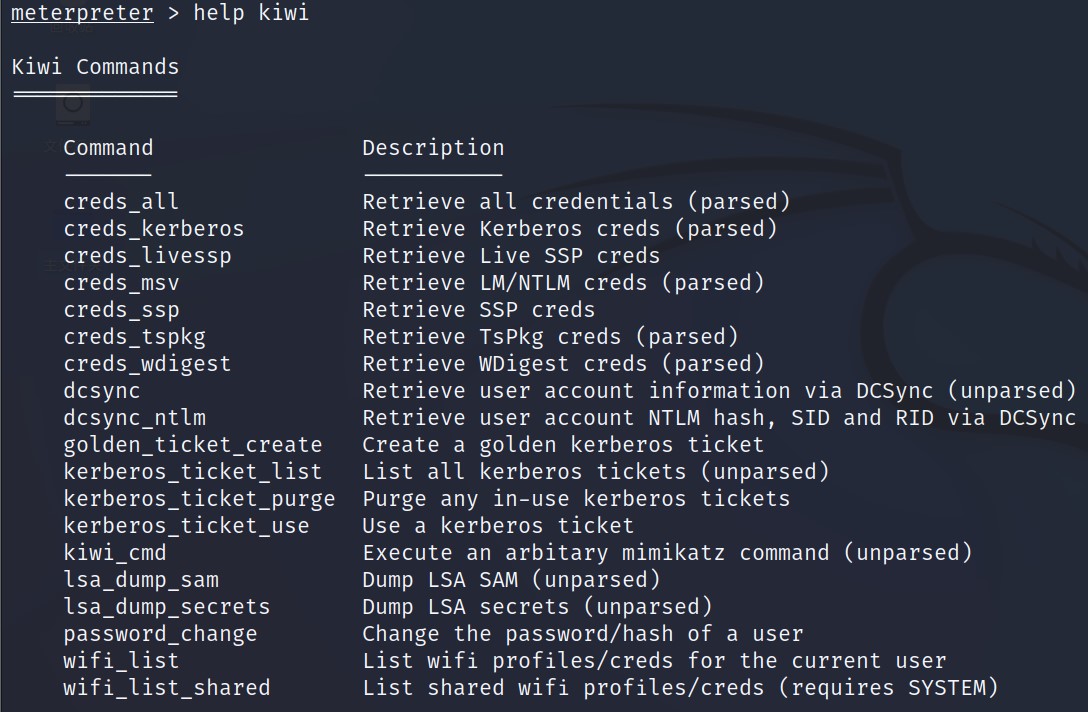 meterpreter > help kiwi
Kiwi Commands
Command Description
creds_all Retrieve all credentials (parsed)
creds_kerberos Retrieve Kerberos creds (parsed)
creds_livessp Retrieve Live SSP creds
creds_msv Retrieve LM/NTLM creds (parsed)
creds_ssp Retrieve SSP creds
creds_tspkg Retrieve TsPkg creds (parsed)
creds_wdigest Retrieve WDigest creds (parsed)
dcsync Retrieve user account information via DCSync (unparsed)
dcsync_ntlm Retrieve user account NTLM hash, SID and RID via DCSync
golden_ticket_create Create a golden kerberos ticket
kerberos_ticket_list List all kerberos tickets (unparsed)
kerberos_ticket_purge Purge any in-use kerberos tickets
kerberos_ticket_use Use a kerberos ticket
kiwi_cmd Execute an arbitary mimikatz command (unparsed)
lsa_dump_sam Dump LSA SAM (unparsed)
lsa_dump_secrets Dump LSA secrets (unparsed)
password_change Change the password/hash of a user
wifi_list List wifi profiles/creds for the current user
wifi_list_shared List shared wifi profiles/creds (requires SYSTEM)